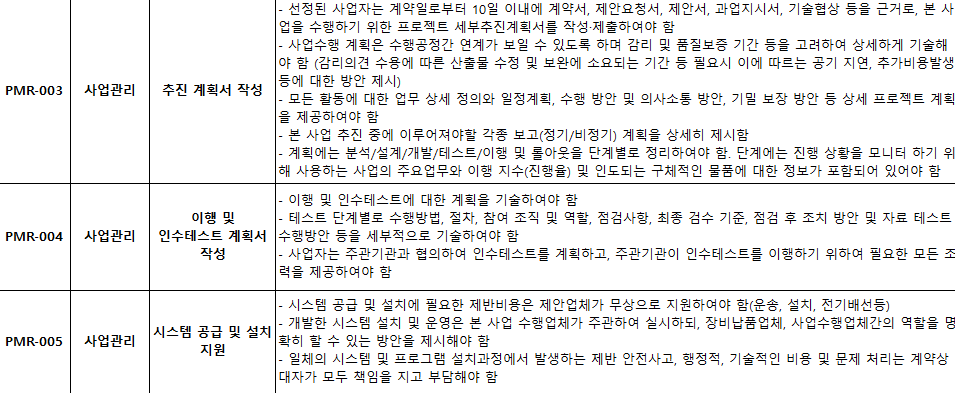 - 선정된 사업자는 계약일로부터 10일 이내에 계약서, 제안요청서, 제안서, 과업지시서, 기술협상 등을 근거로, 본 사
업을 수행하기 위한 프로젝트 세부추진계획서를 작성·제출하여야 함
- 사업수행 계획은 수행공정간 연계가 보일 수 있도록 하며 감리 및 품질보증 기간 등을 고려하여 상세하게 기술해
야 함 (감리의견 수용에 따른 산출물 수정 및 보완에 소요되는 기간 등 필요시 이에 따르는 공기 지연, 추가비용발생
등에 대한 방안 제시)
PMR-003 사업관리 추진 계획서 작성
- 모든 활동에 대한 업무 상세 정의와 일정계획, 수행 방안 및 의사소통 방안, 기밀 보장 방안 등 상세 프로젝트 계획
을 제공하여야 함
- 본 사업 추진 중에 이루어져야할 각종 보고(정기/비정기) 계획을 상세히 제시함
- 계획에는 분석/설계/개발/테스트/이행 및 롤아웃을 단계별로 정리하여야 함. 단계에는 진행 상황을 모니터 하기 위
해 사용하는 사업의 주요업무와 이행 지수(진행율) 및 인도되는 구체적인 물품에 대한 정보가 포함되어 있어야 함
PMR-004 사업관리 이행 및
인수테스트 계획서
작성
- 이행 및 인수테스트에 대한 계획을 기술하여야 함
- 테스트 단계별로 수행방법, 절차, 참여 조직 및 역할, 점검사항, 최종 검수 기준, 점검 후 조치 방안 및 자료 테스트
수행방안 등을 세부적으로 기술하여야 함
- 사업자는 주관기관과 협의하여 인수테스트를 계획하고, 주관기관이 인수테스트를 이행하기 위하여 필요한 모든 조
력을 제공하여야 함
PMR-005 사업관리 시스템 공급 및 설치
지원
- 시스템 공급 및 설치에 필요한 제반비용은 제안업체가 무상으로 지원하여야 함(운송, 설치, 전기배선등)
- 개발한 시스템 설치 및 운영은 본 사업 수행업체가 주관하여 실시하되, 장비납품업체, 사업수행업체간의 역할을 명
확히 할 수 있는 방안을 제시해야 함
- 일체의 시스템 및 프로그램 설치과정에서 발생하는 제반 안전사고, 행정적, 기술적인 비용 및 문제 처리는 계약상
대자가 모두 책임을 지고 부담해야 함